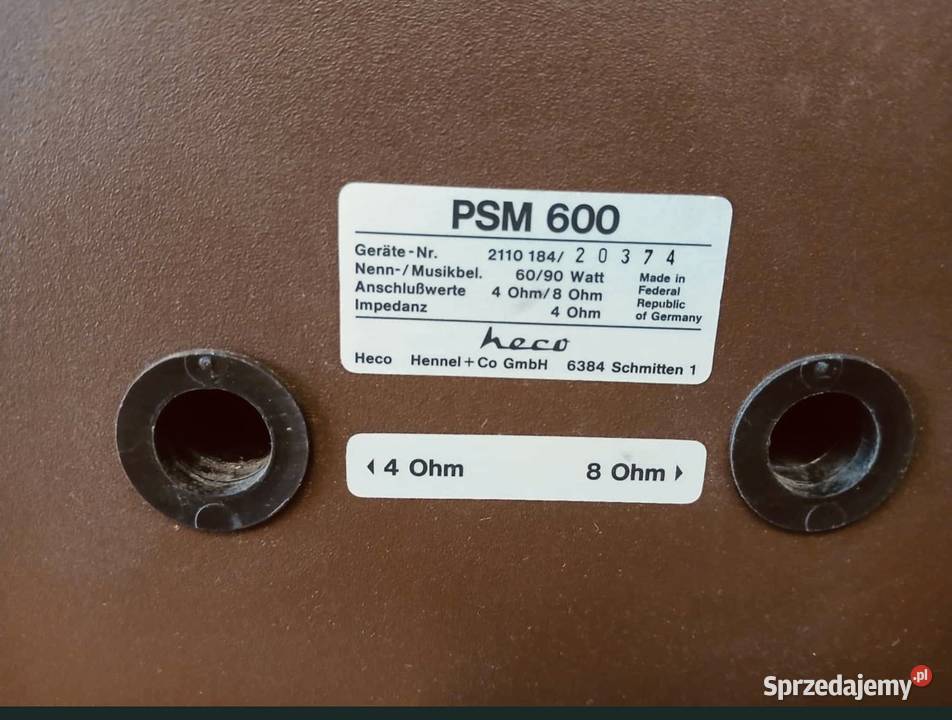 PSM 600
Geräte-Nr. 2110 184/ 20374
Nenn-/Musikbel. 60/90 Watt
Anschlußwerte 4 Ohm/8 Ohm
Impedanz 4 Ohm
Made in
Federal
Republic
of Germany
heco
Heco Hennel+Co GmbH 6384 Schmitten 1
4 Ohm 8 Ohm
Sprzedajemy.pl